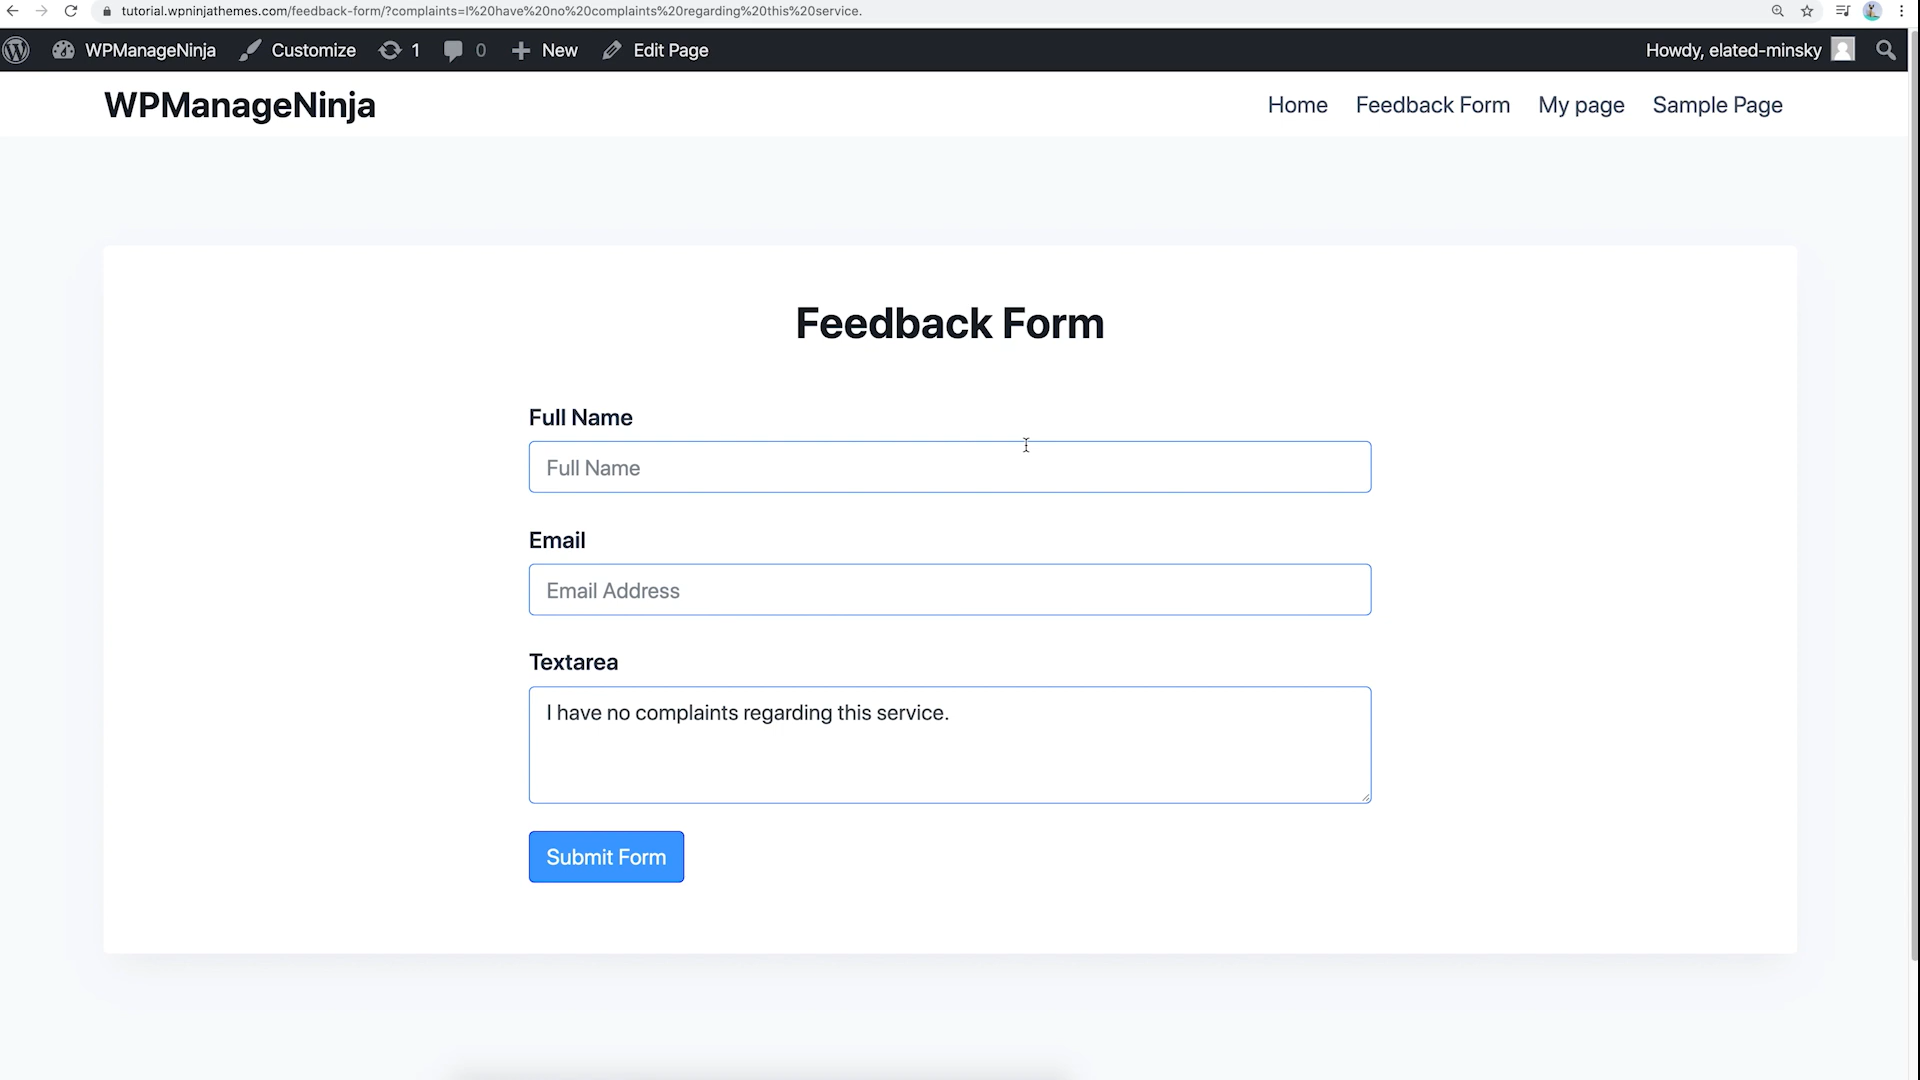 tutorial.wpninjathemes.com/feedback-form/?complaints=I%20have%20no%20complaints%20regarding%20this%20service.
WPManageNinja Customize 1 0 New Edit Page Howdy, elated-minsky
WPManageNinja Home Feedback Form My page Sample Page
Feedback Form
Full Name
Full Name
Email
Email Address
Textarea
I have no complaints regarding this service.
Submit Form